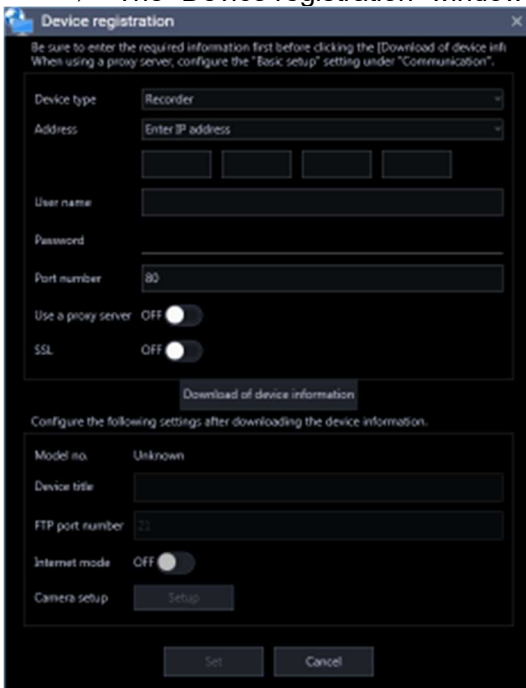 The "Device registration" window
Device registration
Be sure to enter the required information first before clicking the [Download of device info
When using a proxy server, configure the "Basic setup" setting under "Communication".
Device type Recorder
Address Enter IP address
User name
Password
Port number 80
Use a proxy server OFF
SSL OFF
Download of device information
Configure the following settings after downloading the device information.
Model no. Unknown
Device title
FTP port number 21
Internet mode OFF
Camera setup Setup
Set Cancel